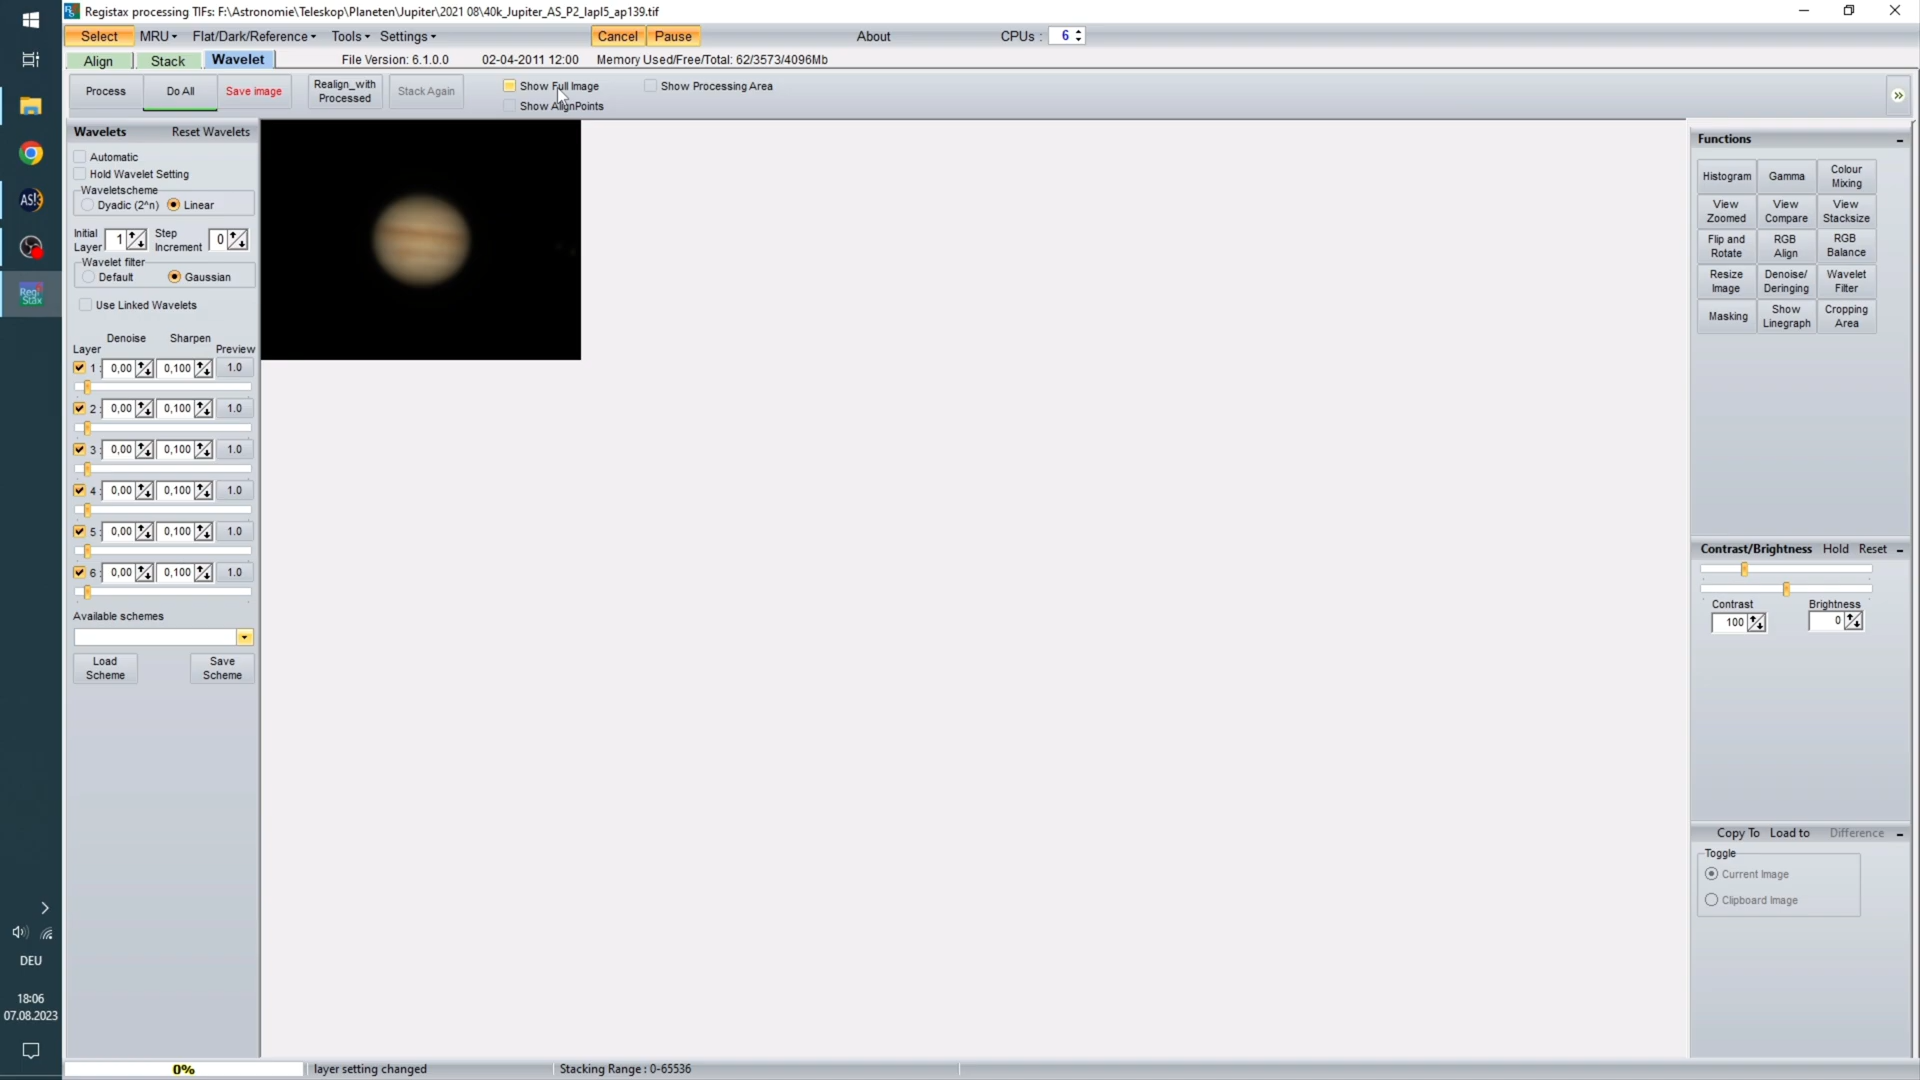 Registax processing TIFs: F:\Astronomie\Teleskop\Planeten\Jupiter\2021 08\40k_Jupiter_AS_P2_lapl5_ap139.tif
Select MRU Flat/Dark/Reference Tools Settings Cancel Pause About CPUs : 6
Align Stack Wavelet File Version: 6.1.0.0 02-04-2011 12:00 Memory Used/Free/Total: 62/3573/4096Mb
Process Do All Save image Realign_with Processed Stack Again Show Full Image Show Processing Area
Show AlignPoints
Wavelets Reset Wavelets
Automatic
Hold Wavelet Setting
Waveletscheme
Dyadic (2^n) Linear
Initial Layer 1 Step Increment 0
Wavelet filter
Default Gaussian
Use Linked Wavelets
Denoise Sharpen
Layer Preview
1 : 0,00 0,100 1.0
2 : 0,00 0,100 1.0
3 : 0,00 0,100 1.0
4 : 0,00 0,100 1.0
5 : 0,00 0,100 1.0
6 : 0,00 0,100 1.0
Available schemes
Load Scheme Save Scheme
Functions
Histogram Gamma Colour Mixing
View Zoomed View Compare View Stacksize
Flip and Rotate RGB Align RGB Balance
Resize Image Denoise/ Deringing Wavelet Filter
Masking Show Linegraph Cropping Area
Contrast/Brightness Hold Reset
Contrast Brightness
100 0
Copy To Load to Difference
Toggle
Current Image
Clipboard Image
AS!3
Regi Stax
DEU
18:06
07.08.2023
0% layer setting changed Stacking Range : 0-65536